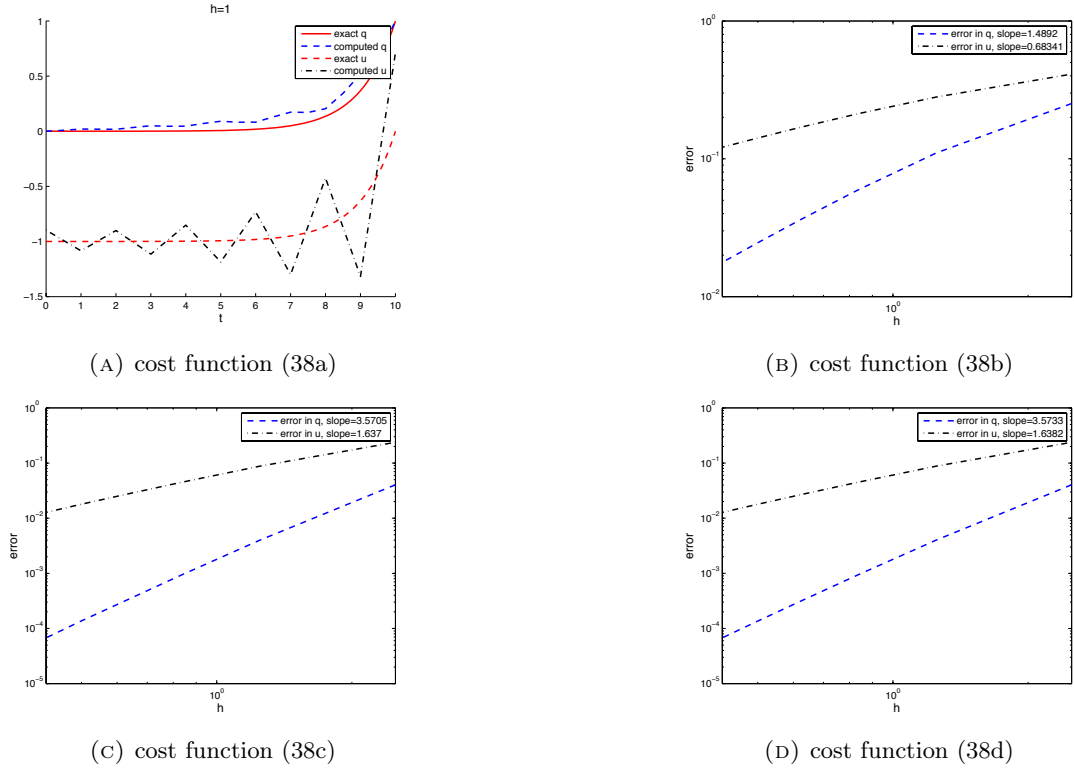 h=1
exact q
computed q
exact u
computed u
1
0.5
0
−0.5
−1
−1.5
0 1 2 3 4 5 6 7 8 9 10
t
(A) cost function (38a)
error in q, slope=1.4892
error in u, slope=0.68341
10^0
10^−1
10^−2
error
10^0
h
(B) cost function (38b)
error in q, slope=3.5705
error in u, slope=1.637
10^0
10^−1
10^−2
10^−3
10^−4
10^−5
error
10^0
h
(C) cost function (38c)
error in q, slope=3.5733
error in u, slope=1.6382
10^0
10^−1
10^−2
10^−3
10^−4
10^−5
error
10^0
h
(D) cost function (38d)